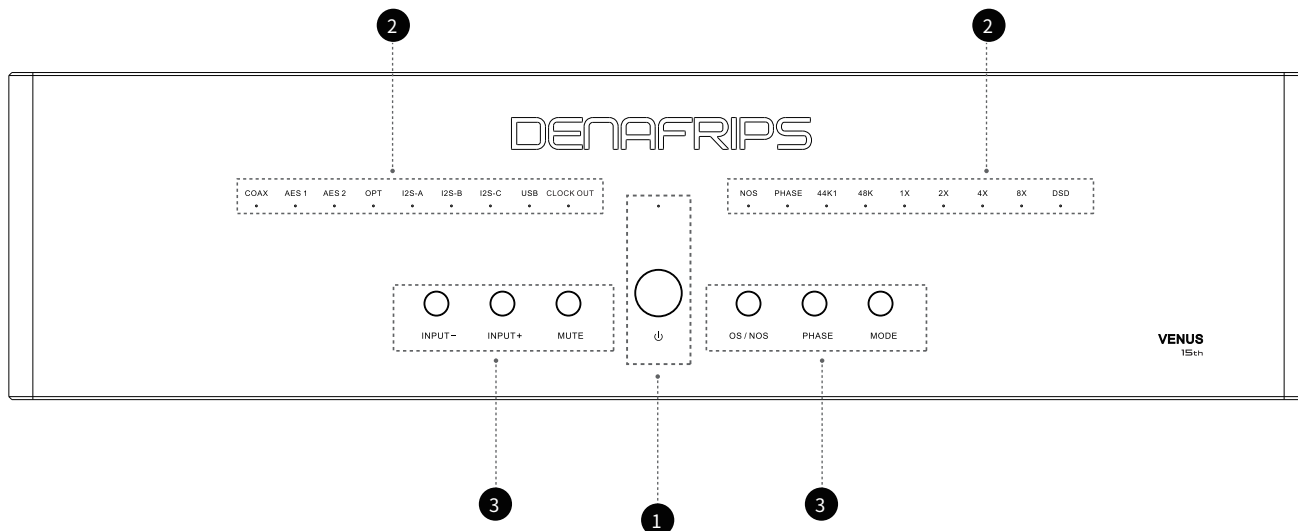 2 2
DENAFRIPS
COAX AES 1 AES 2 OPT I2S-A I2S-B I2S-C USB CLOCK OUT
NOS PHASE 44K1 48K 1X 2X 4X 8X DSD
INPUT− INPUT+ MUTE
OS / NOS PHASE MODE
VENUS
15th
3 1 3